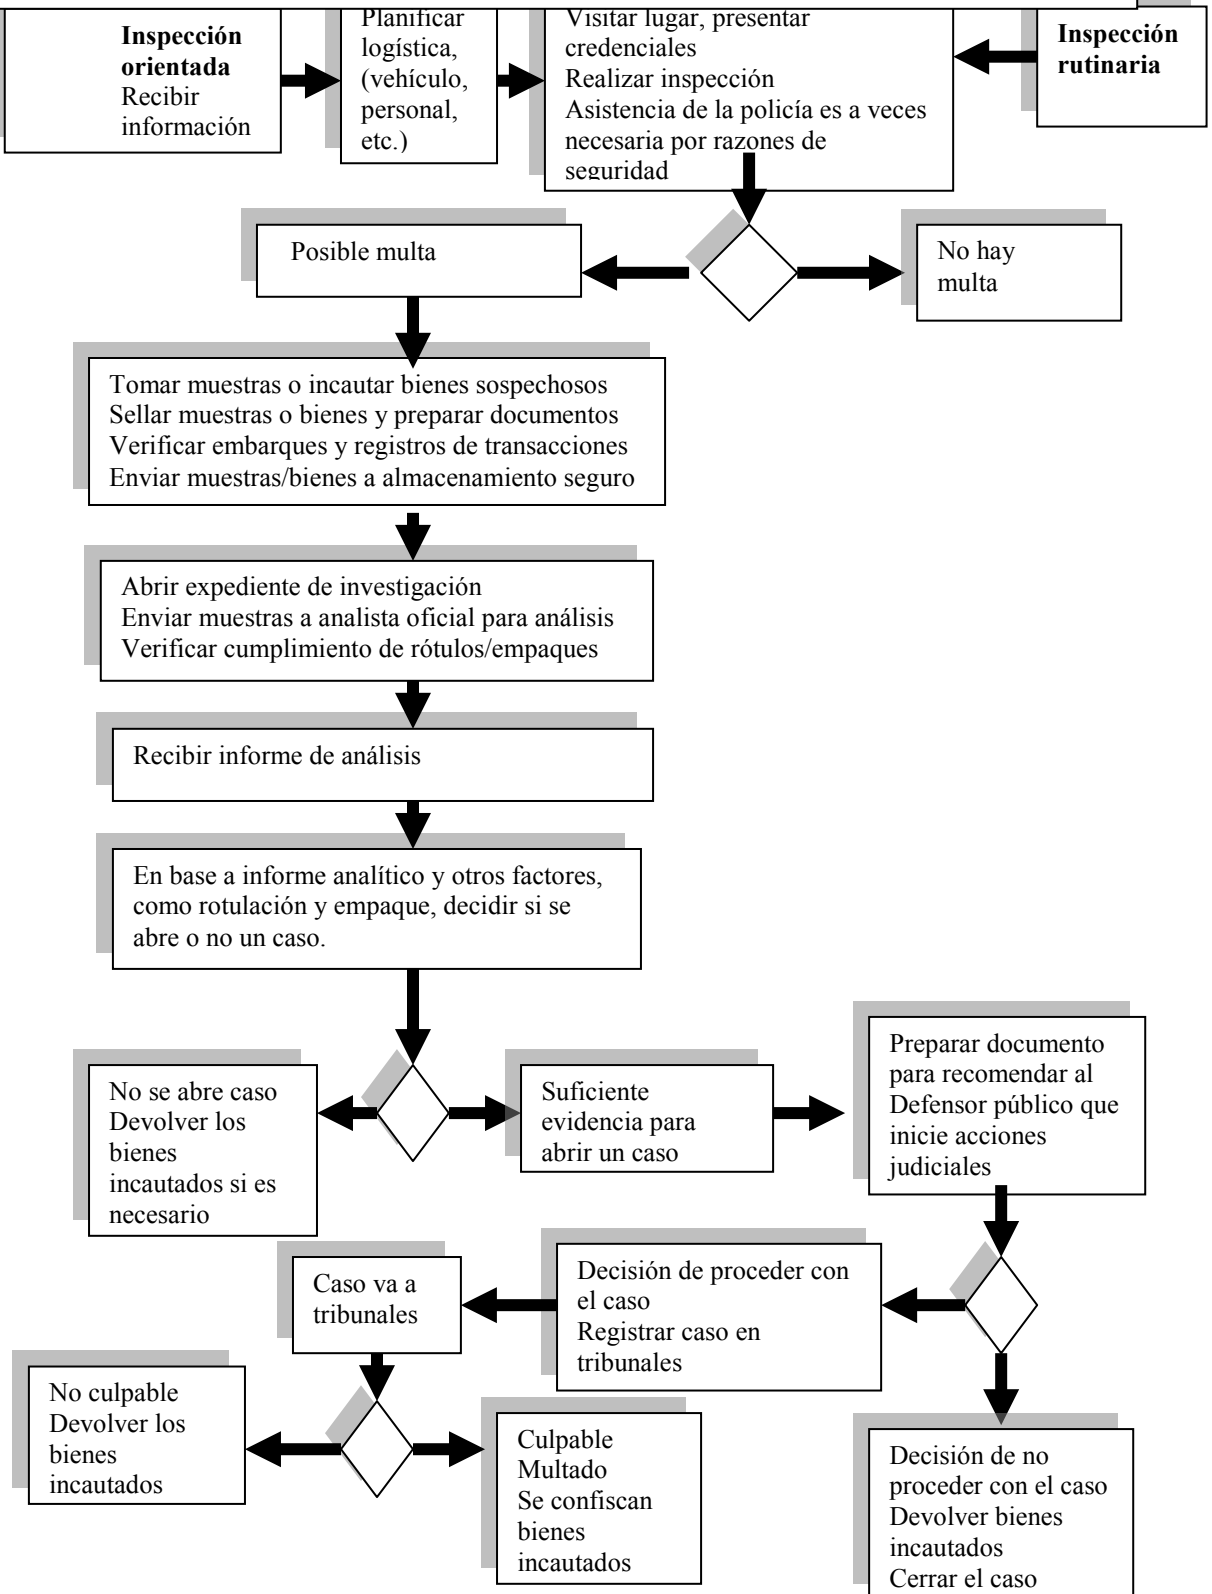 Inspección
orientada
Recibir
información
Planificar
logística,
(vehículo,
personal,
etc.)
Visitar lugar, presentar
credenciales
Realizar inspección
Asistencia de la policía es a veces
necesaria por razones de
seguridad
Inspección
rutinaria
Posible multa
No hay
multa
Tomar muestras o incautar bienes sospechosos
Sellar muestras o bienes y preparar documentos
Verificar embarques y registros de transacciones
Enviar muestras/bienes a almacenamiento seguro
Abrir expediente de investigación
Enviar muestras a analista oficial para análisis
Verificar cumplimiento de rótulos/empaques
Recibir informe de análisis
En base a informe analítico y otros factores,
como rotulación y empaque, decidir si se
abre o no un caso.
No se abre caso
Devolver los
bienes
incautados si es
necesario
Suficiente
evidencia para
abrir un caso
Preparar documento
para recomendar al
Defensor público que
inicie acciones
judiciales
Decisión de proceder con
el caso
Registrar caso en
tribunales
Caso va a
tribunales
No culpable
Devolver los
bienes
incautados
Culpable
Multado
Se confiscan
bienes
incautados
Decisión de no
proceder con el caso
Devolver bienes
incautados
Cerrar el caso